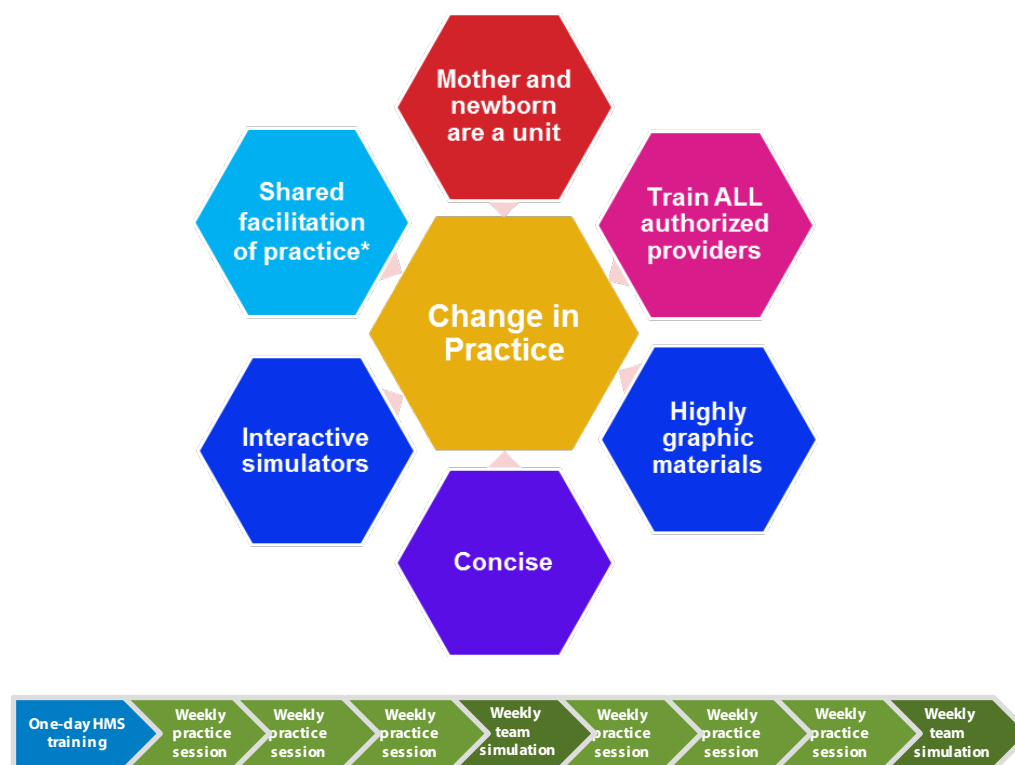 Mother and
newborn
are a unit
Shared
facilitation
of practice*
Train ALL
authorized
providers
Change in
Practice
Interactive
simulators
Highly
graphic
materials
Concise
One-day HMS
training
Weekly
practice
session
Weekly
practice
session
Weekly
practice
session
Weekly
team
simulation
Weekly
practice
session
Weekly
practice
session
Weekly
practice
session
Weekly
team
simulation